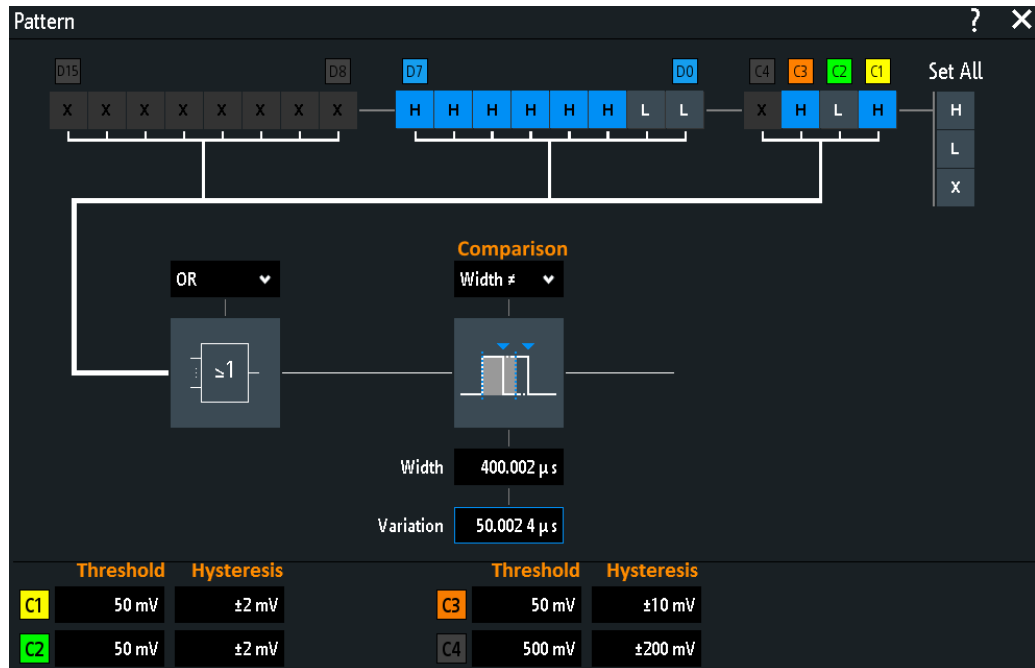 Pattern ? X
D15 D8 D7 D0 C4 C3 C2 C1 Set All
X X X X X X X X H H H H H H L L X H L H H
L
X
Comparison
OR Width ≠
≥1
Width 400.002 µs
Variation 50.002 4 µs
Threshold Hysteresis Threshold Hysteresis
C1 50 mV ±2 mV C3 50 mV ±10 mV
C2 50 mV ±2 mV C4 500 mV ±200 mV